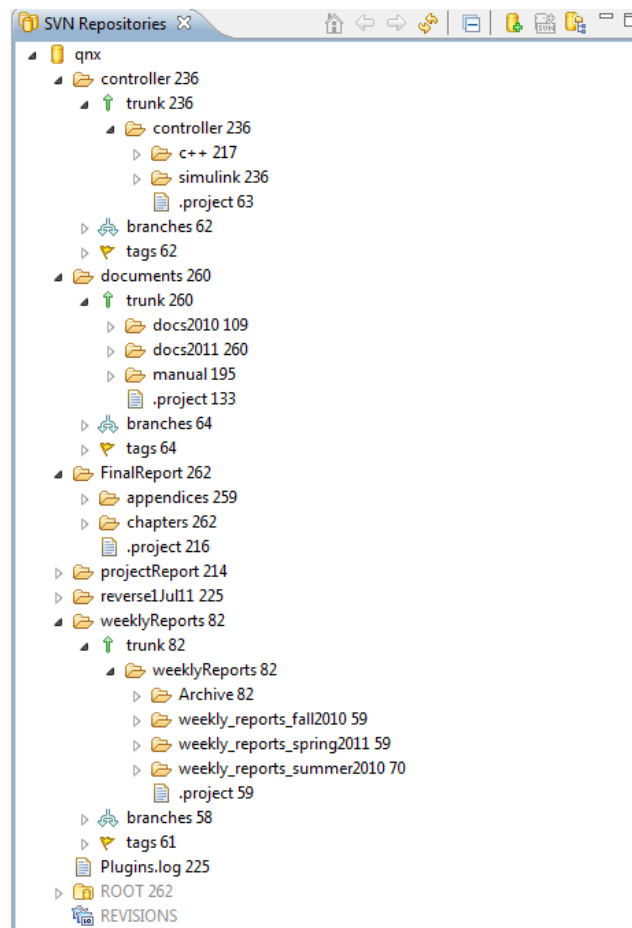 SVN Repositories
qnx
controller 236
trunk 236
controller 236
c++ 217
simulink 236
.project 63
branches 62
tags 62
documents 260
trunk 260
docs2010 109
docs2011 260
manual 195
.project 133
branches 64
tags 64
FinalReport 262
appendices 259
chapters 262
.project 216
projectReport 214
reverse1Jul11 225
weeklyReports 82
trunk 82
weeklyReports 82
Archive 82
weekly_reports_fall2010 59
weekly_reports_spring2011 59
weekly_reports_summer2010 70
.project 59
branches 58
tags 61
Plugins.log 225
ROOT 262
REVISIONS